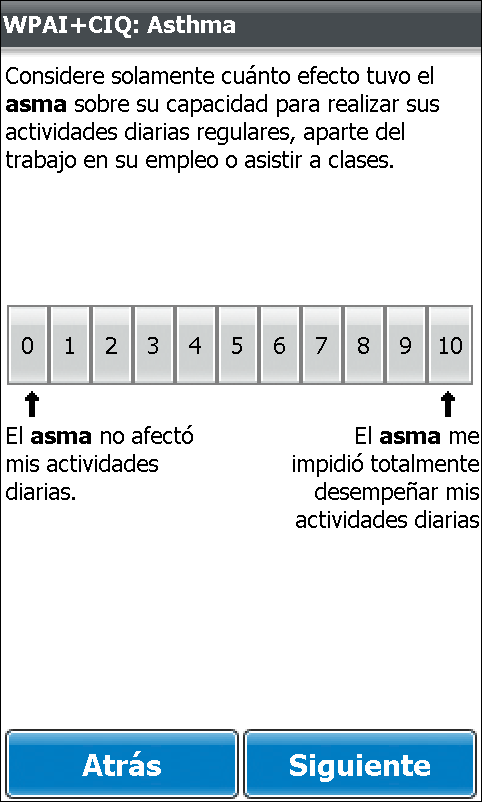 WPAI+CIQ: Asthma
Considere solamente cuánto efecto tuvo el
asma sobre su capacidad para realizar sus
actividades diarias regulares, aparte del
trabajo en su empleo o asistir a clases.
0 1 2 3 4 5 6 7 8 9 10
El asma no afectó
mis actividades
diarias.
El asma me
impidió totalmente
desempeñar mis
actividades diarias
Atrás
Siguiente